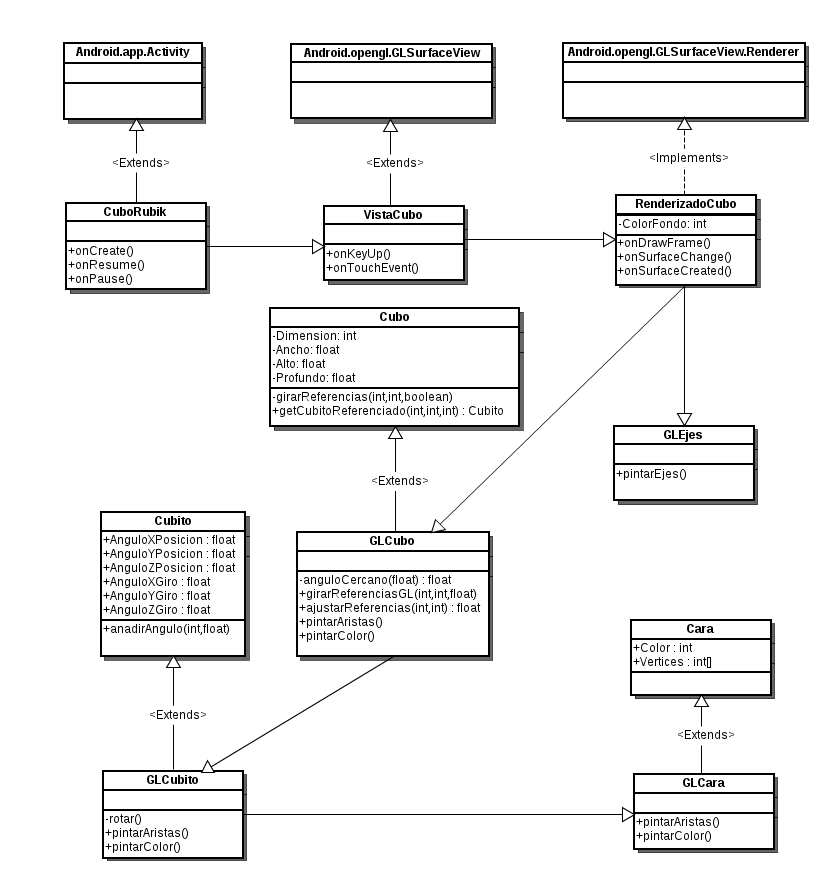 Android.app.Activity
Android.opengl.GLSurfaceView
Android.opengl.GLSurfaceView.Renderer
<Extends>
<Extends>
<Implements>
CuboRubik
+onCreate()
+onResume()
+onPause()
VistaCubo
+onKeyUp()
+onTouchEvent()
RenderizadoCubo
-ColorFondo: int
+onDrawFrame()
+onSurfaceChange()
+onSurfaceCreated()
Cubo
-Dimension: int
-Ancho: float
-Alto: float
-Profundo: float
-girarReferencias(int,int,boolean)
+getCubitoReferenciado(int,int,int) : Cubito
GLEjes
+pintarEjes()
<Extends>
Cubito
+AnguloXPosicion : float
+AnguloYPosicion : float
+AnguloZPosicion : float
+AnguloXGiro : float
+AnguloYGiro : float
+AnguloZGiro : float
+anadirAngulo(int,float)
GLCubo
-anguloCercano(float) : float
+girarReferenciasGL(int,int,float)
+ajustarReferencias(int,int) : float
+pintarAristas()
+pintarColor()
Cara
+Color : int
+Vertices : int[]
<Extends>
<Extends>
GLCubito
-rotar()
+pintarAristas()
+pintarColor()
GLCara
+pintarAristas()
+pintarColor()